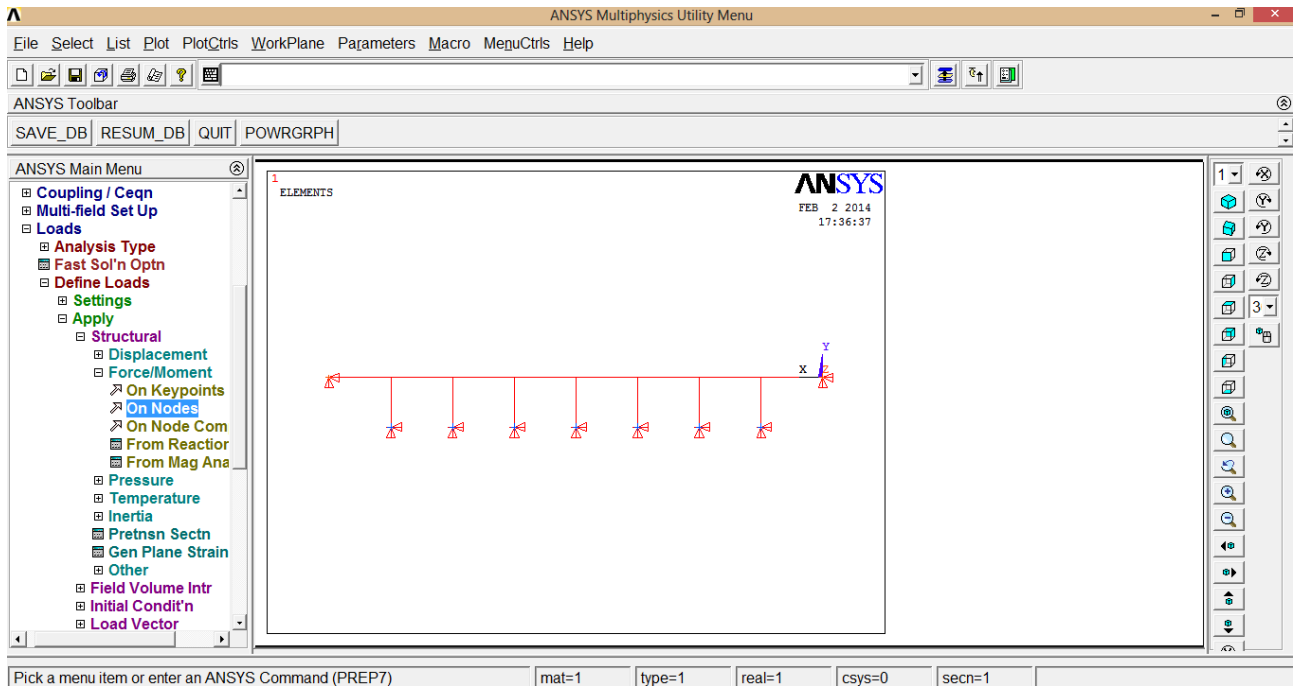 ANSYS Multiphysics Utility Menu
File Select List Plot PlotCtrls WorkPlane Parameters Macro MenuCtrls Help
ANSYS Toolbar
SAVE_DB RESUM_DB QUIT POWRGRPH
ANSYS Main Menu
Coupling / Ceqn
Multi-field Set Up
Loads
Analysis Type
Fast Sol'n Optn
Define Loads
Settings
Apply
Structural
Displacement
Force/Moment
On Keypoints
On Nodes
On Node Com
From Reaction
From Mag Ana
Pressure
Temperature
Inertia
Pretnsn Sectn
Gen Plane Strain
Other
Field Volume Intr
Initial Condit'n
Load Vector
1
ELEMENTS
ANSYS
FEB 2 2014
17:36:37
Y
X Z
1
3
Pick a menu item or enter an ANSYS Command (PREP7) mat=1 type=1 real=1 csys=0 secn=1